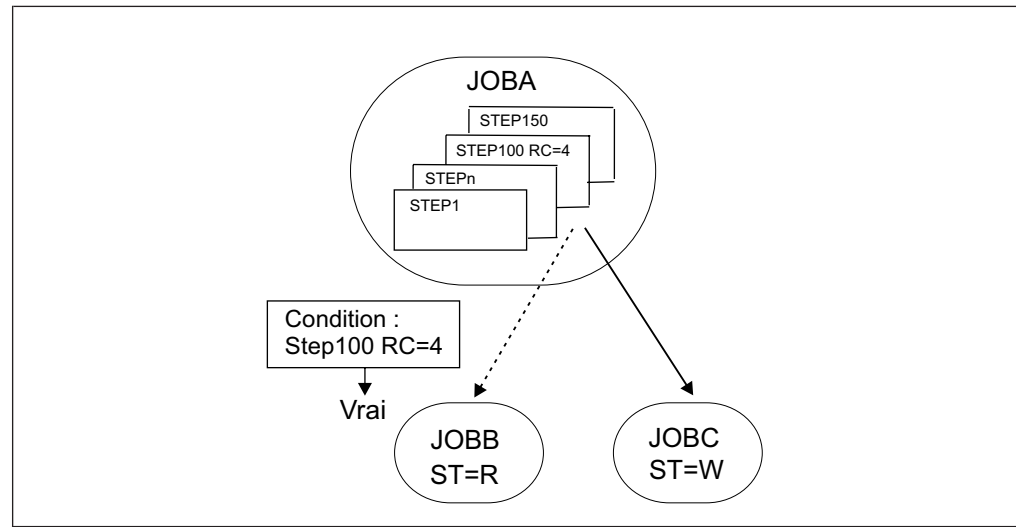 JOBA
STEP150
STEP100 RC=4
STEPn
STEP1
Condition :
Step100 RC=4
Vrai
JOBB
ST=R
JOBC
ST=W